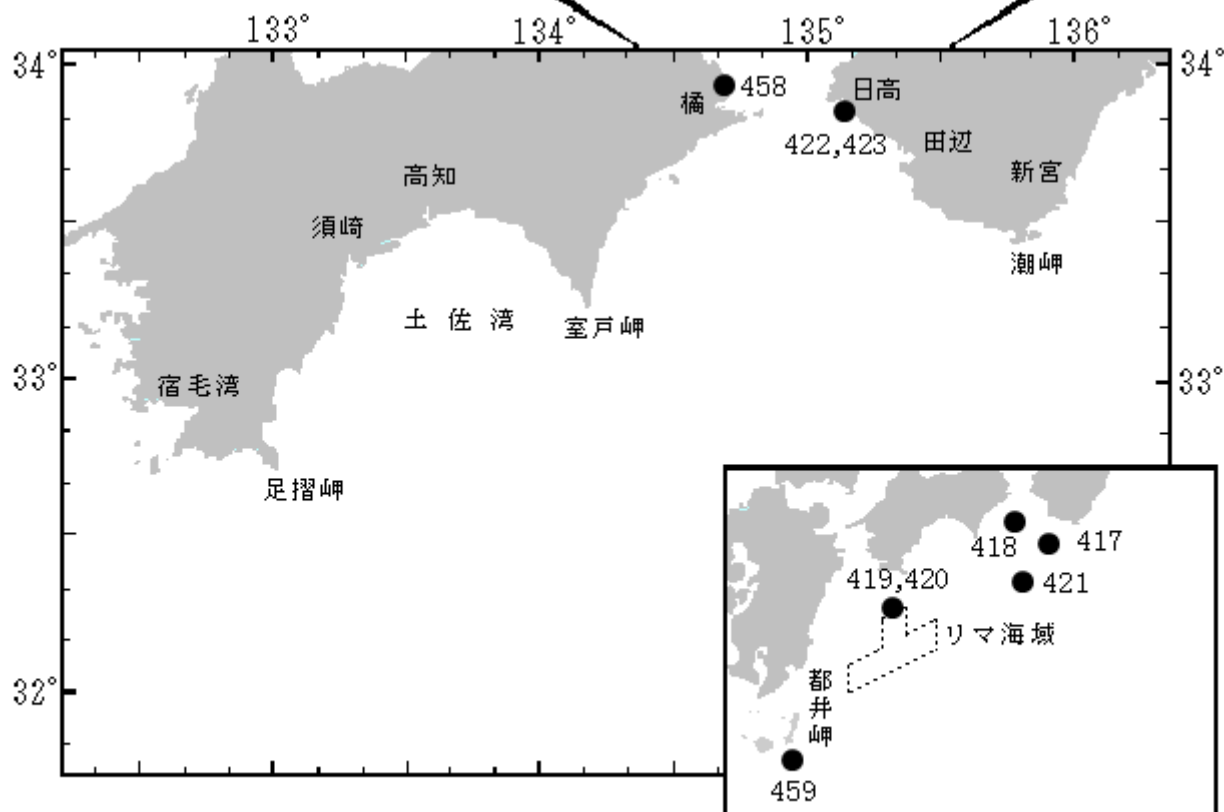 133° 134° 135° 136°
34° 34°
橘 458 日高
422,423 田辺
高知 新宮
須崎
潮岬
土 佐 湾 室戸岬
33° 33°
宿毛湾
足摺岬
418 417
419,420 421
リマ海域
32°
都井岬
459